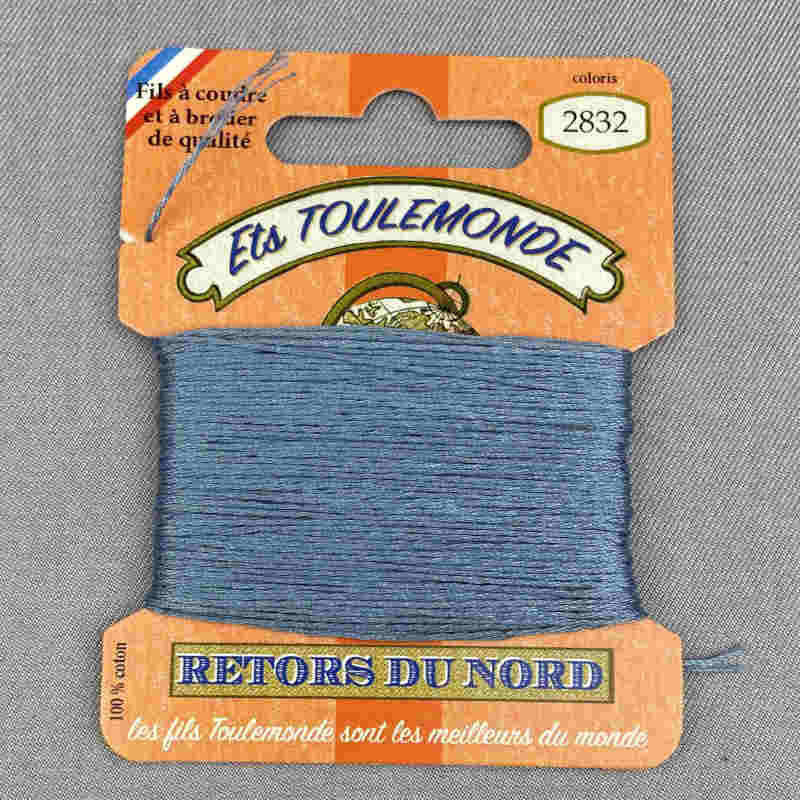 Fils à coudre
et à broder
de qualité
coloris
2832
Ets TOULEMONDE
100 % coton
RETORS DU NORD
les fils Toulemonde sont les meilleurs du monde